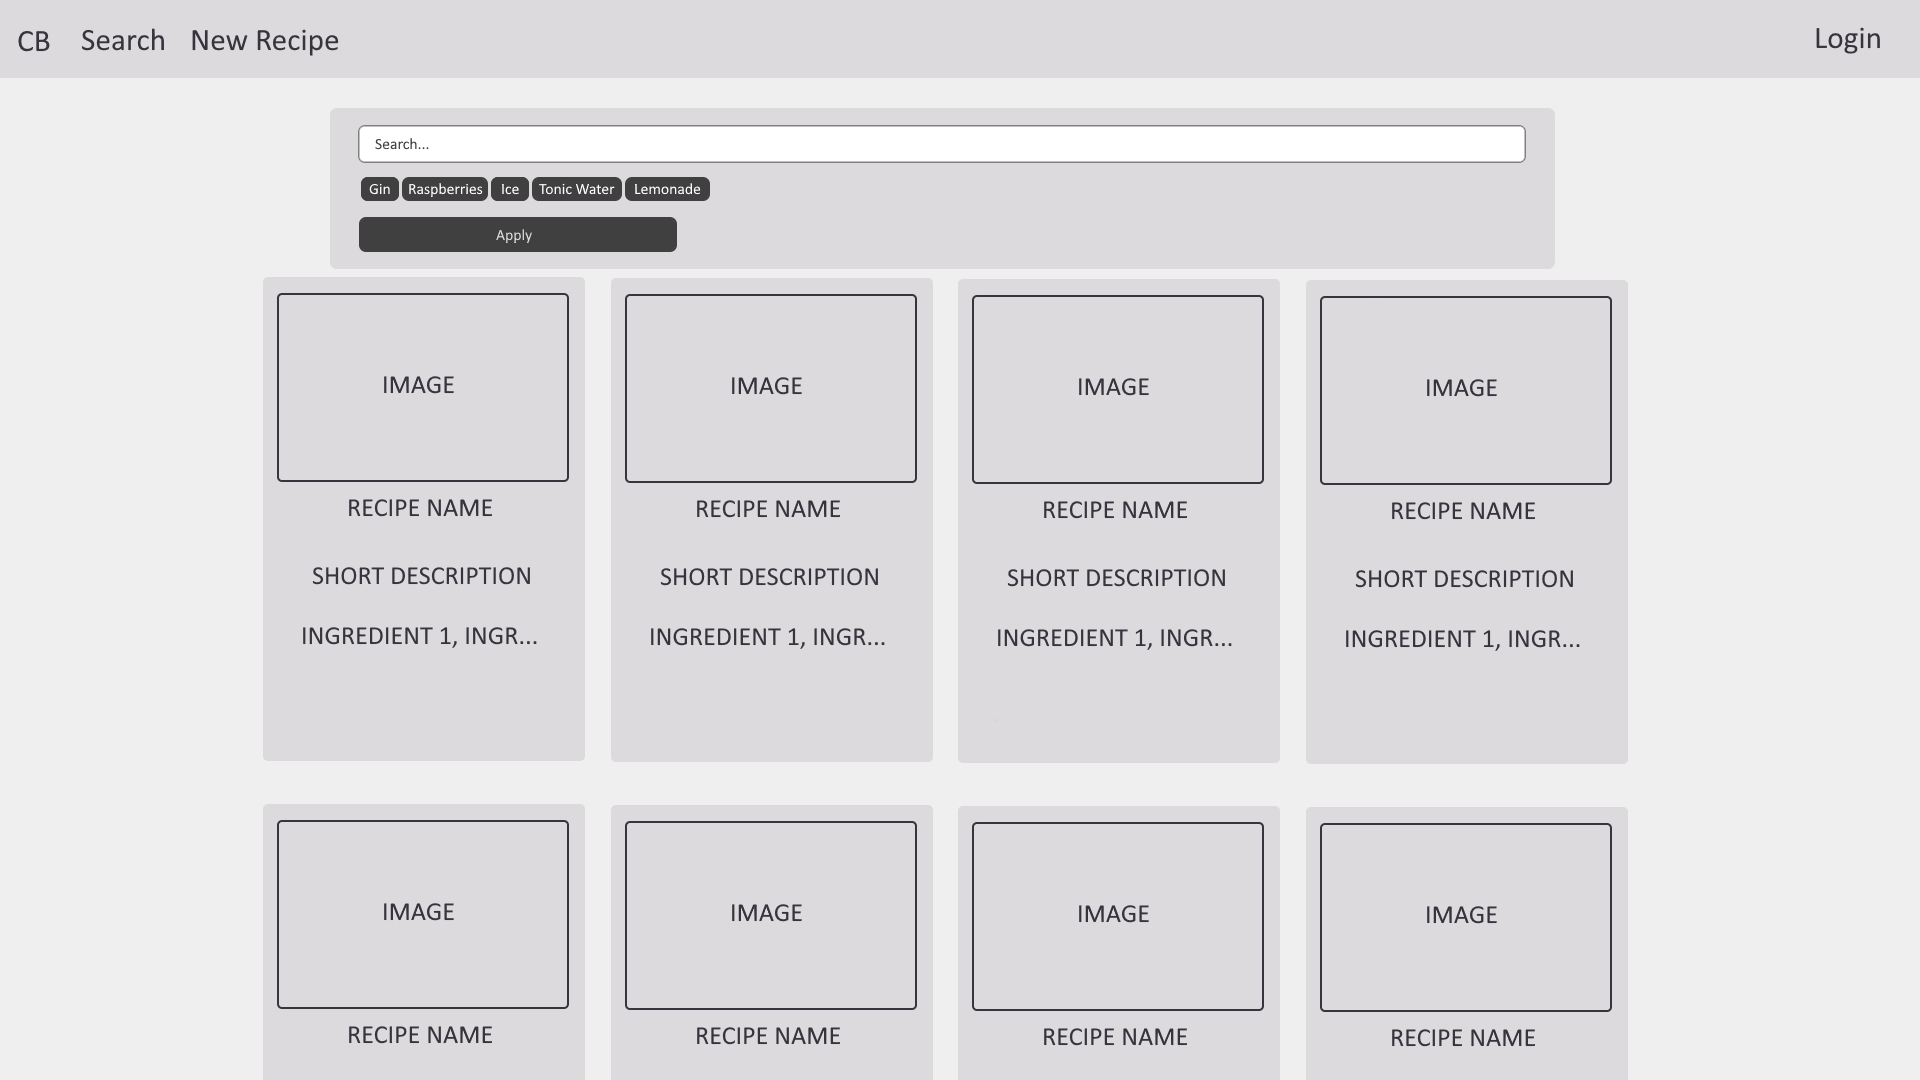 CB Search New Recipe Login
Search...
Gin Raspberries Ice Tonic Water Lemonade
Apply
IMAGE IMAGE IMAGE IMAGE
RECIPE NAME RECIPE NAME RECIPE NAME RECIPE NAME
SHORT DESCRIPTION SHORT DESCRIPTION SHORT DESCRIPTION SHORT DESCRIPTION
INGREDIENT 1, INGR... INGREDIENT 1, INGR... INGREDIENT 1, INGR... INGREDIENT 1, INGR...
IMAGE IMAGE IMAGE IMAGE
RECIPE NAME RECIPE NAME RECIPE NAME RECIPE NAME